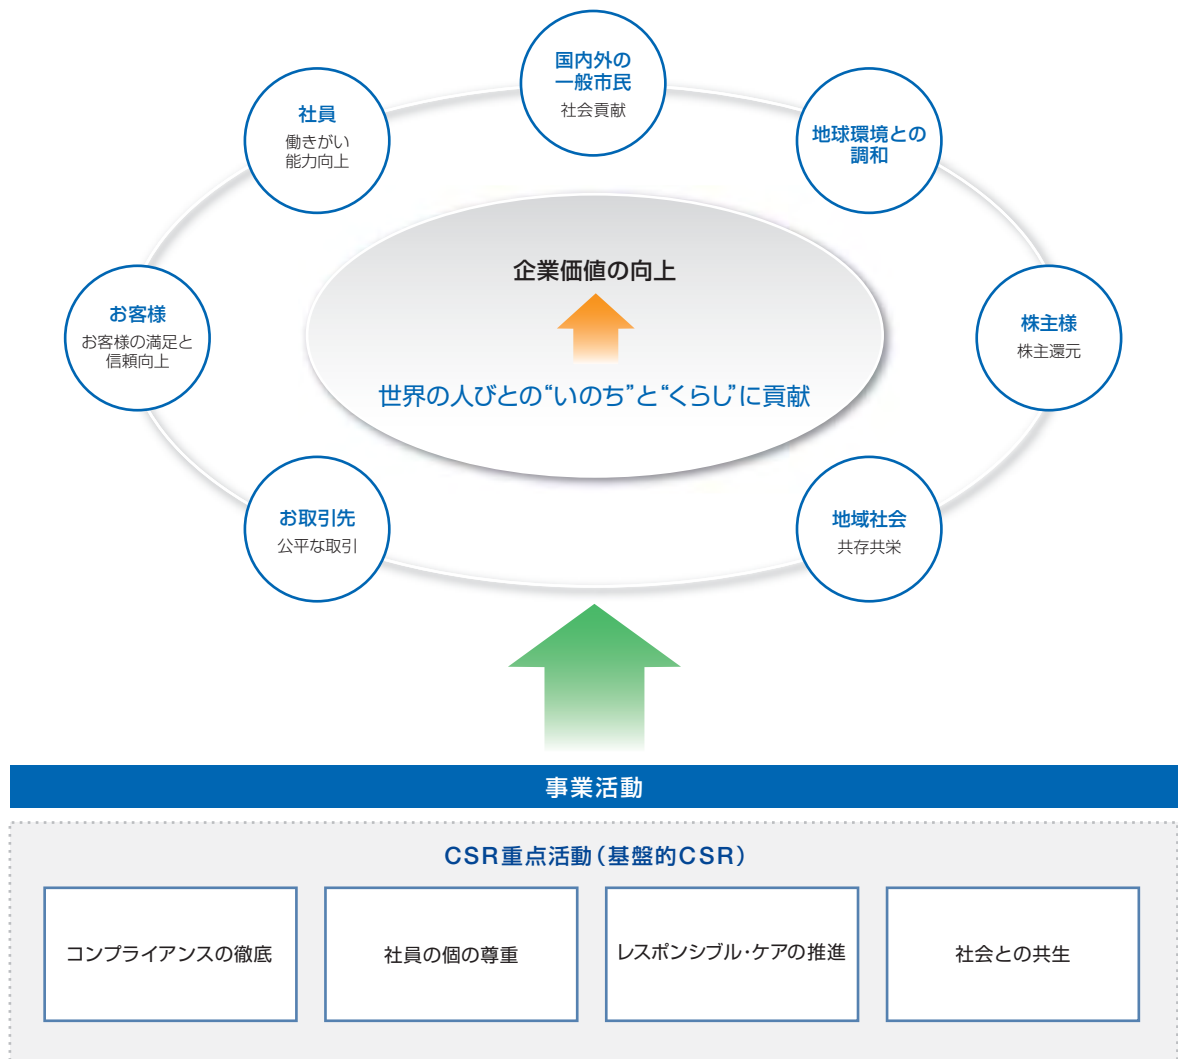 国内外の
一般市民
社会貢献
社員
働きがい
能力向上
地球環境との
調和
企業価値の向上
お客様
お客様の満足と
信頼向上
株主様
株主還元
世界の人びとの“いのち”と“くらし”に貢献
お取引先
公平な取引
地域社会
共存共栄
事業活動
CSR重点活動（基盤的CSR）
コンプライアンスの徹底
社員の個の尊重
レスポンシブル・ケアの推進
社会との共生